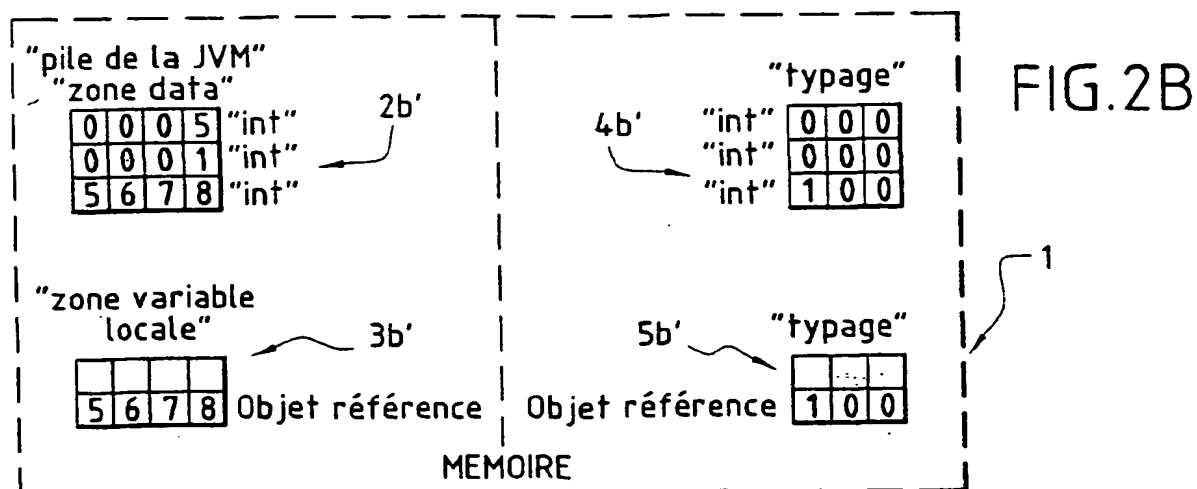 "pile de la JVM"
"zone data"
0 0 0 5 "int"
0 0 0 1 "int"
5 6 7 8 "int"
2b'
"typage"
4b'
"int" 0 0 0
"int" 0 0 0
"int" 1 0 0
FIG.2B
1
"zone variable
locale"
3b'
5 6 7 8 Objet référence
"typage"
5b'
Objet référence 1 0 0
MEMOIRE